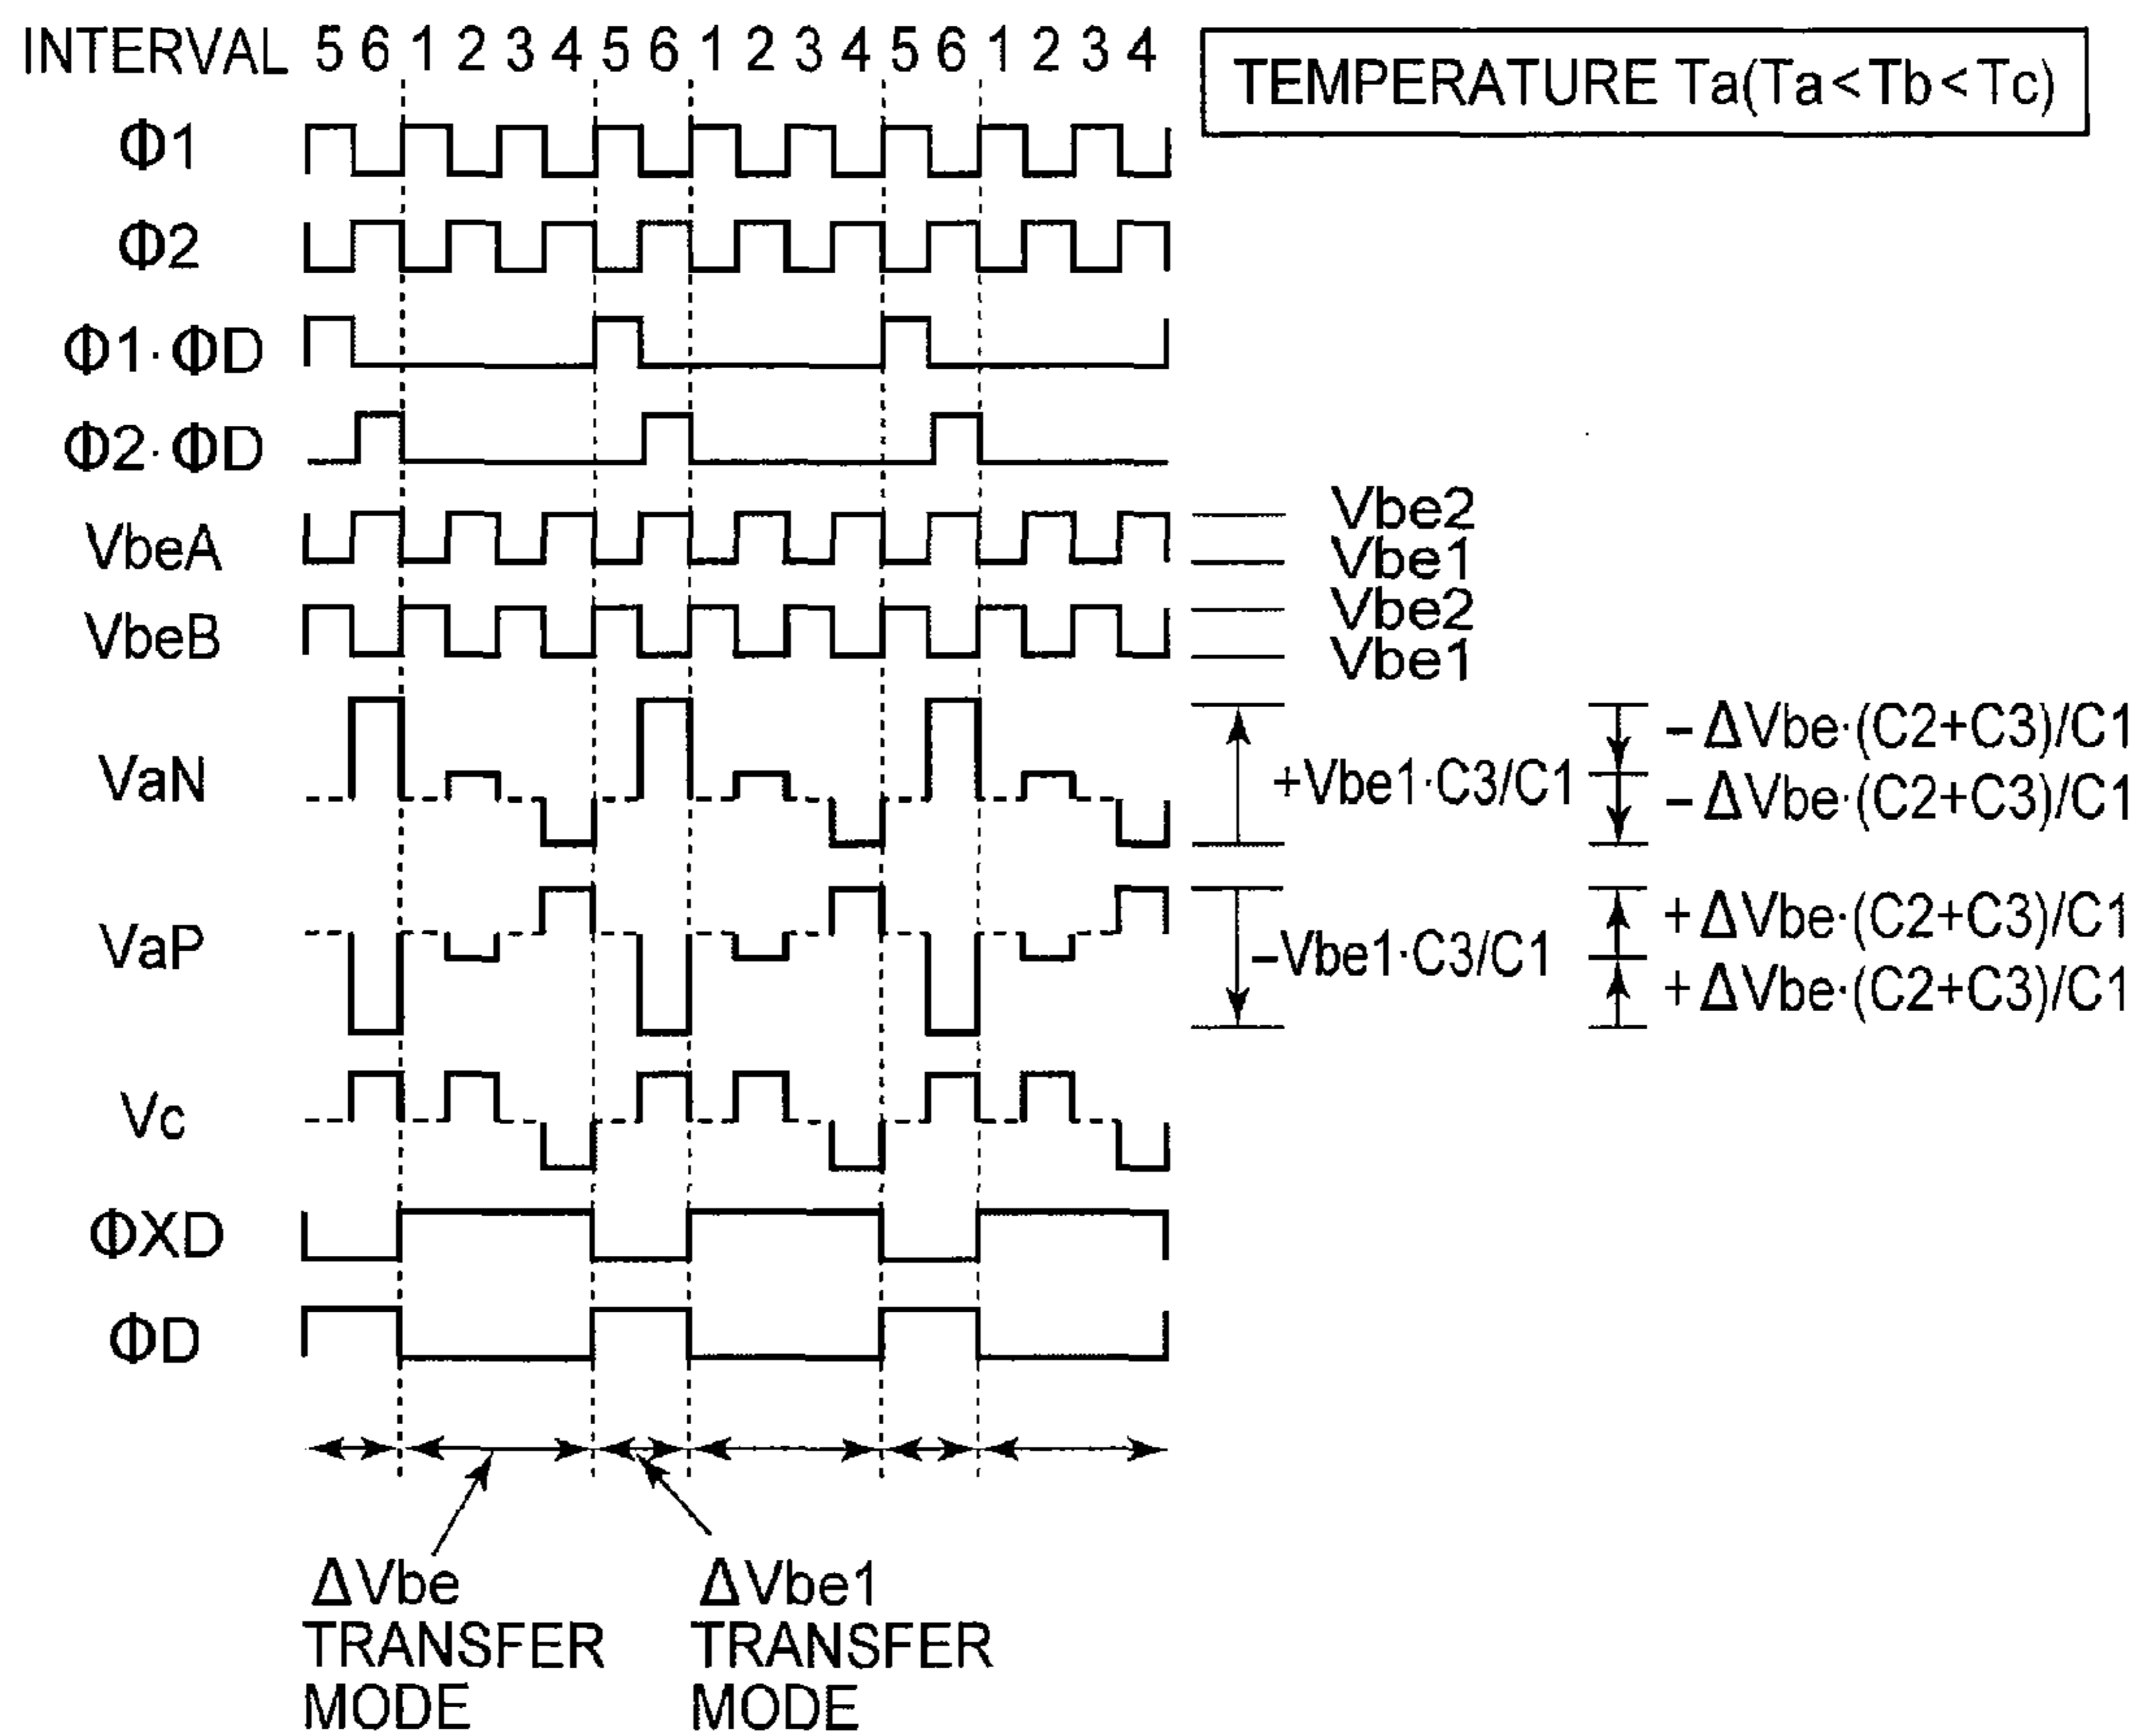 INTERVAL 5 6 1 2 3 4 5 6 1 2 3 4 5 6 1 2 3 4
TEMPERATURE Ta(Ta<Tb<Tc)
Φ1
Φ2
Φ1·ΦD
Φ2·ΦD
VbeA
Vbe2
Vbe1
VbeB
Vbe2
Vbe1
VaN
+Vbe1·C3/C1
-ΔVbe·(C2+C3)/C1
-ΔVbe·(C2+C3)/C1
VaP
-Vbe1·C3/C1
+ΔVbe·(C2+C3)/C1
+ΔVbe·(C2+C3)/C1
Vc
ΦXD
ΦD
ΔVbe
TRANSFER
MODE
ΔVbe1
TRANSFER
MODE